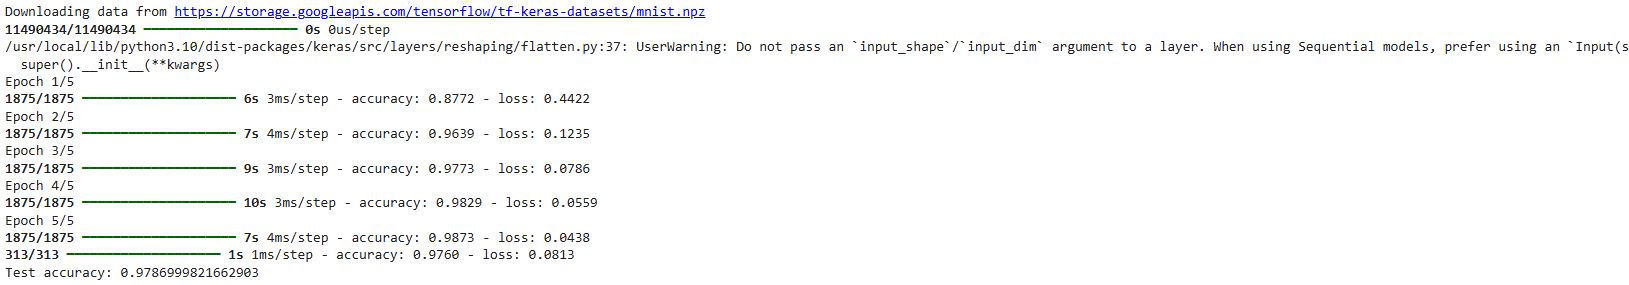 Downloading data from https://storage.googleapis.com/tensorflow/tf-keras-datasets/mnist.npz
11490434/11490434 ━━━━━━━━━━━━━━━━━━━━ 0s 0us/step
/usr/local/lib/python3.10/dist-packages/keras/src/layers/reshaping/flatten.py:37: UserWarning: Do not pass an `input_shape`/`input_dim` argument to a layer. When using Sequential models, prefer using an `Input(s
super().__init__(**kwargs)
Epoch 1/5
1875/1875 ━━━━━━━━━━━━━━━━━━━━ 6s 3ms/step - accuracy: 0.8772 - loss: 0.4422
Epoch 2/5
1875/1875 ━━━━━━━━━━━━━━━━━━━━ 7s 4ms/step - accuracy: 0.9639 - loss: 0.1235
Epoch 3/5
1875/1875 ━━━━━━━━━━━━━━━━━━━━ 9s 3ms/step - accuracy: 0.9773 - loss: 0.0786
Epoch 4/5
1875/1875 ━━━━━━━━━━━━━━━━━━━━ 10s 3ms/step - accuracy: 0.9829 - loss: 0.0559
Epoch 5/5
1875/1875 ━━━━━━━━━━━━━━━━━━━━ 7s 4ms/step - accuracy: 0.9873 - loss: 0.0438
313/313 ━━━━━━━━━━━━━━━━━━━━ 1s 1ms/step - accuracy: 0.9760 - loss: 0.0813
Test accuracy: 0.9786999821662903